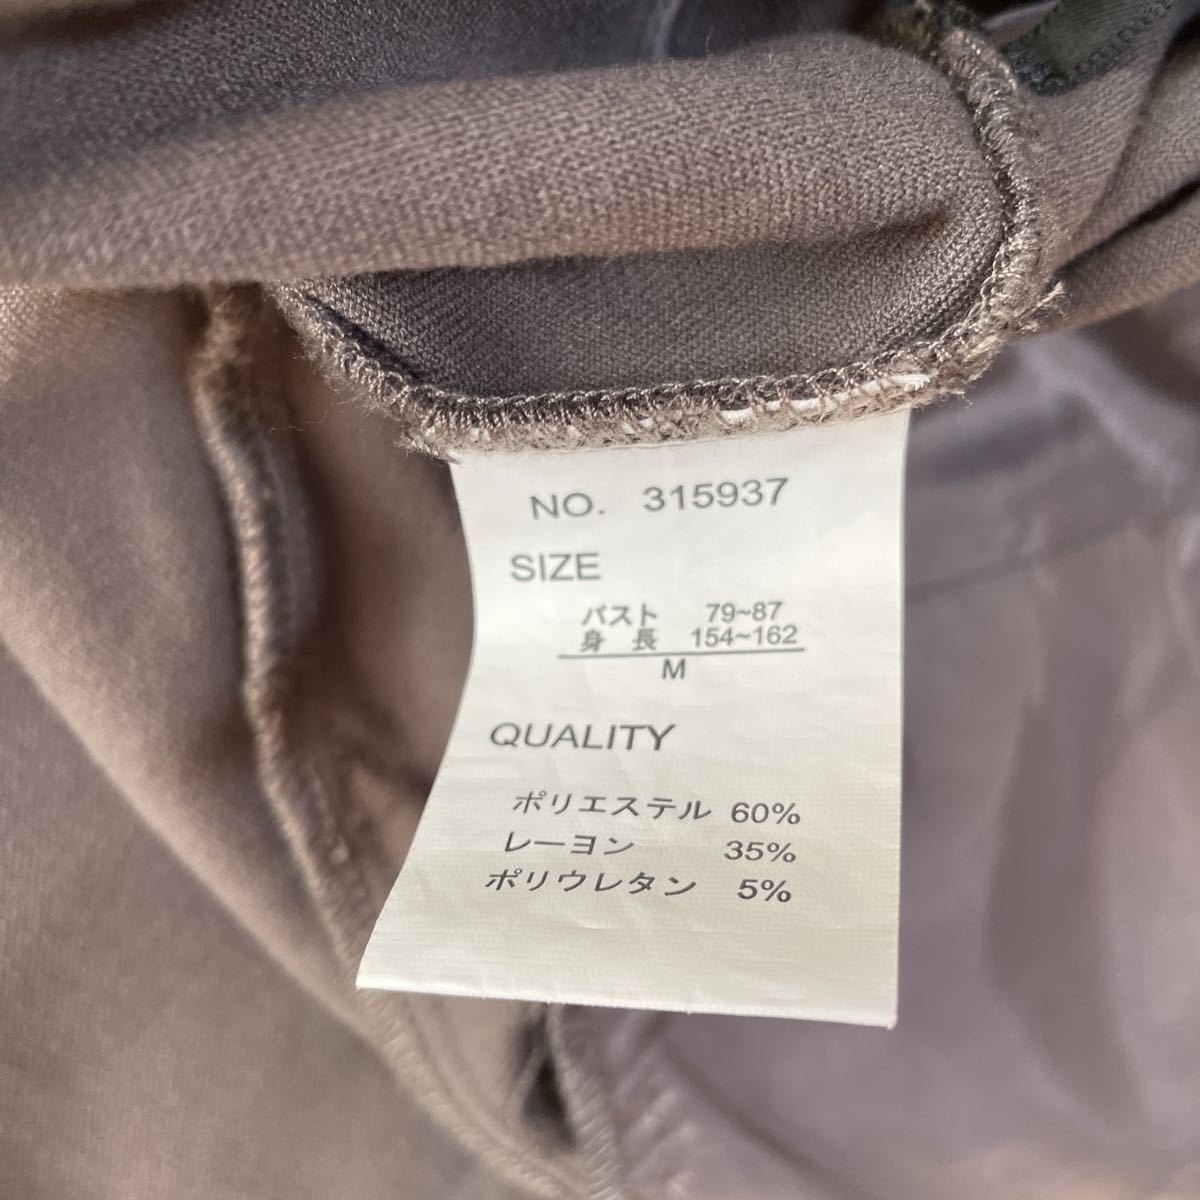 NO. 315937
SIZE
バスト 79~87
身長 154~162
M
QUALITY
ポリエステル 60%
レーヨン 35%
ポリウレタン 5%